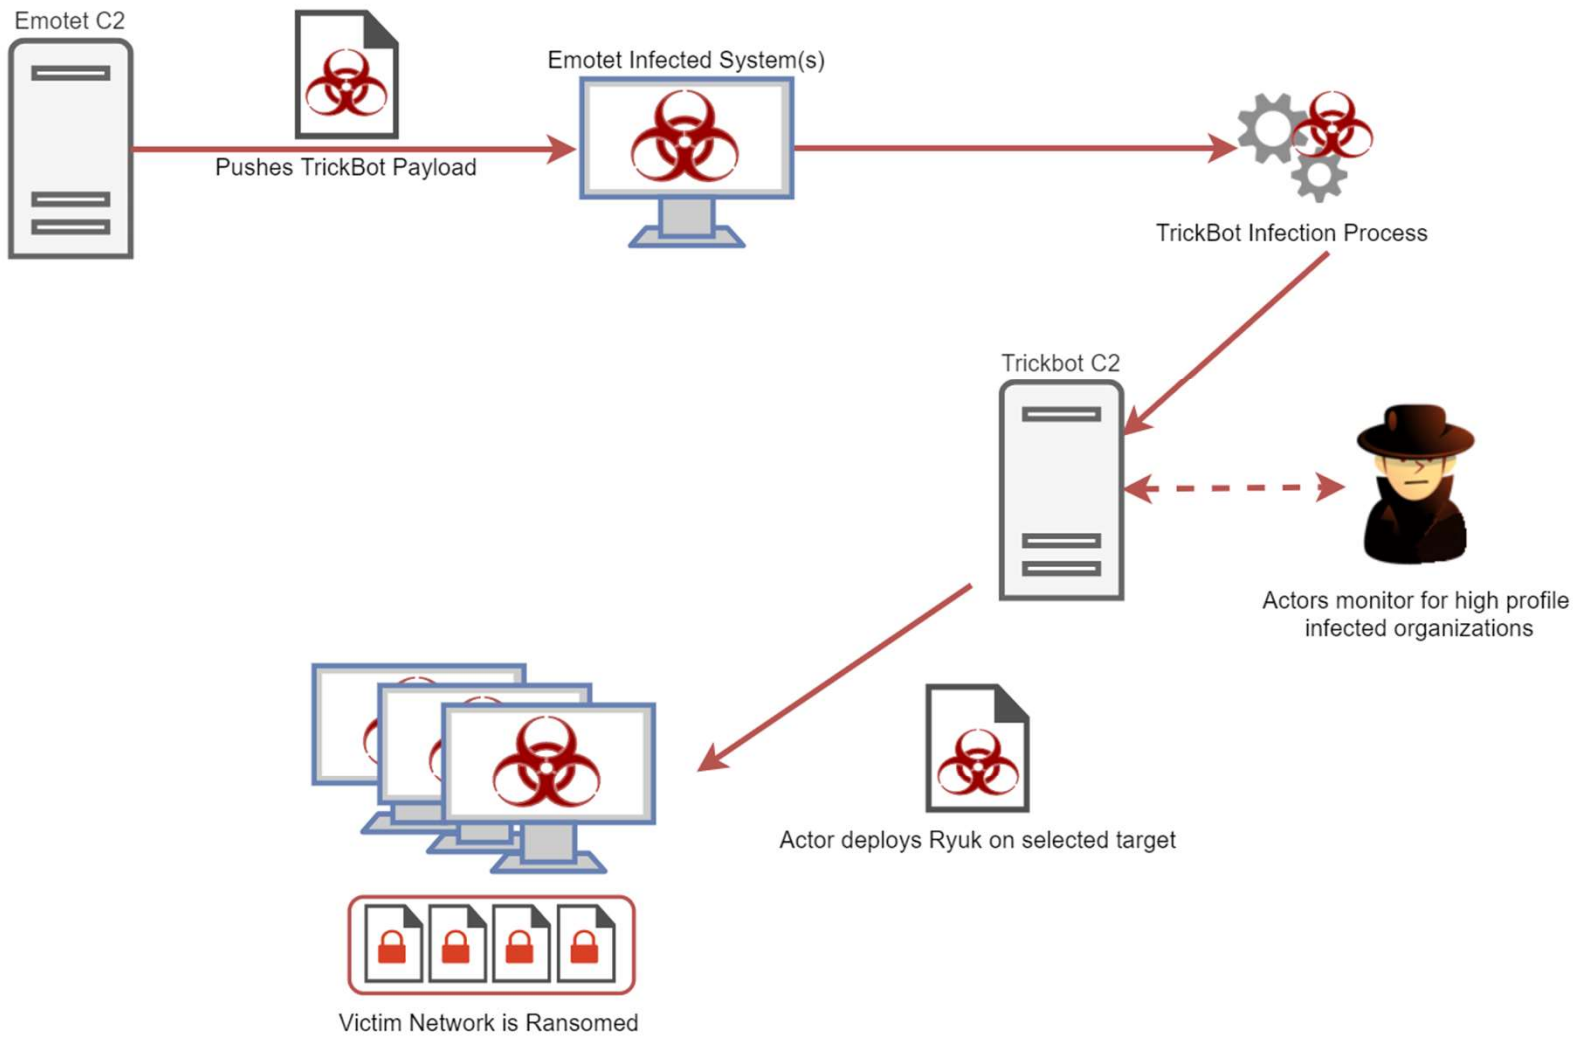 Emotet C2
Pushes TrickBot Payload
Emotet Infected System(s)
TrickBot Infection Process
Trickbot C2
Actors monitor for high profile
infected organizations
Actor deploys Ryuk on selected target
Victim Network is Ransomed